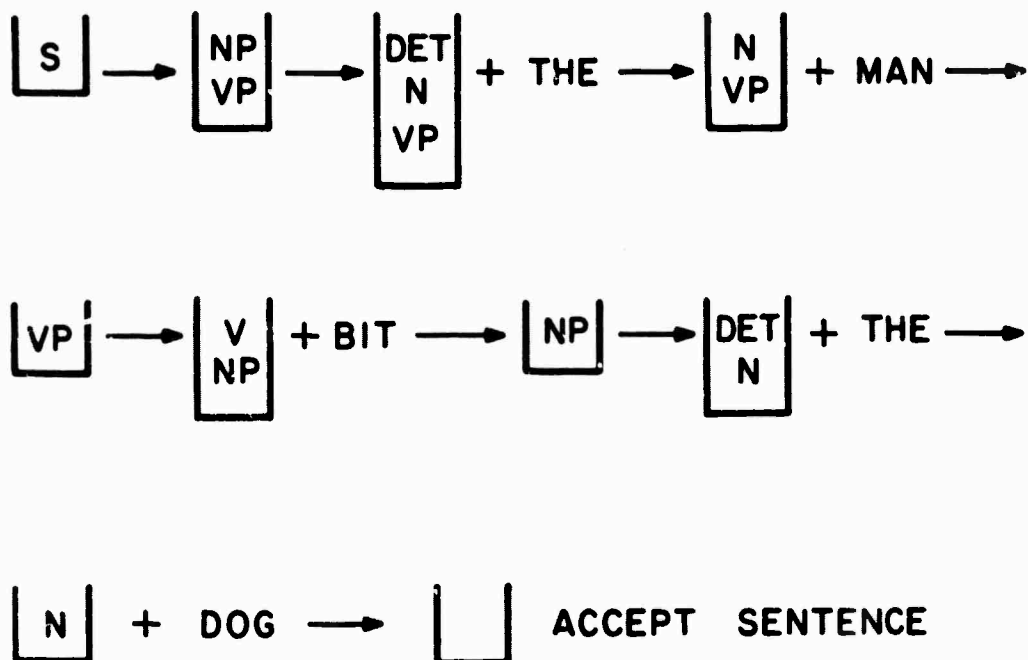 S → NP VP → DET N VP + THE → N VP + MAN →
VP → V NP + BIT → NP → DET N + THE →
N + DOG → ACCEPT SENTENCE